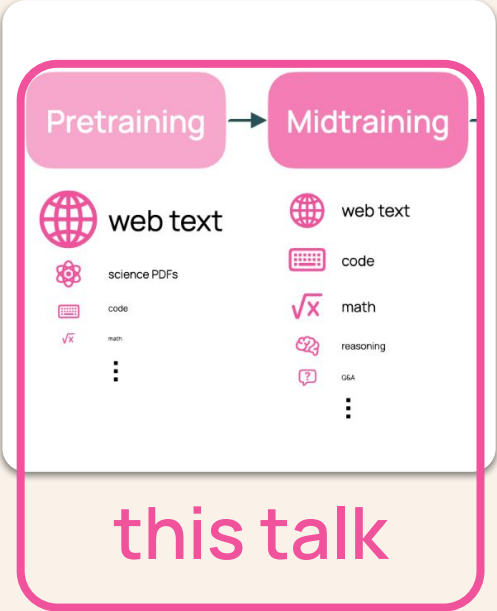 Pretraining
web text
science PDFs
code
math
Midtraining
web text
code
math
reasoning
Q&A
this talk